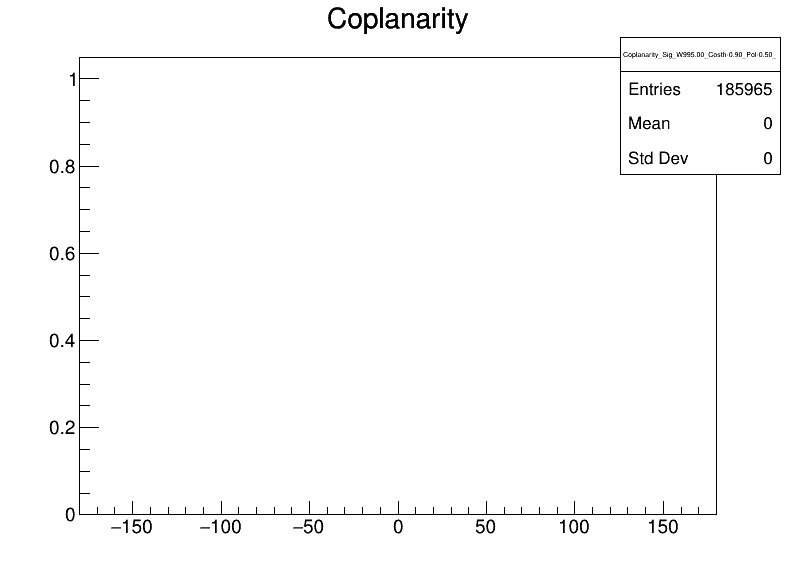 Coplanarity
Coplanarity_Sig_W995.00_Costh-0.90_Pol-0.50_
Entries 185965
Mean 0
Std Dev 0
1
0.8
0.6
0.4
0.2
0
−150 −100 −50 0 50 100 150